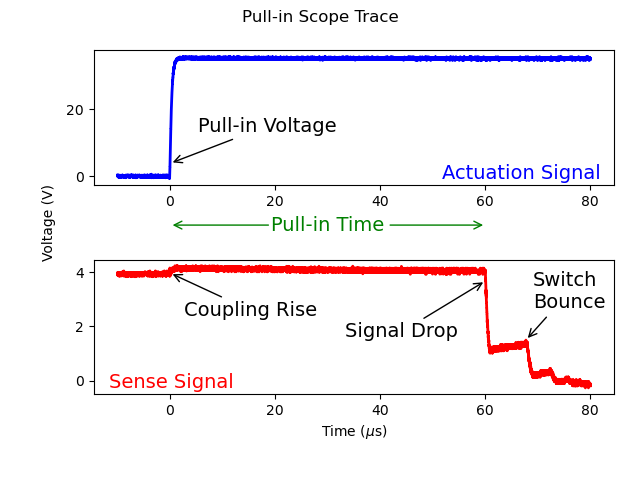 Pull-in Scope Trace
20
0
Pull-in Voltage
Actuation Signal
0 20 40 60 80
Pull-in Time
Voltage (V)
4
2
0
Coupling Rise
Signal Drop
Switch
Bounce
Sense Signal
0 20 40 60 80
Time (μs)